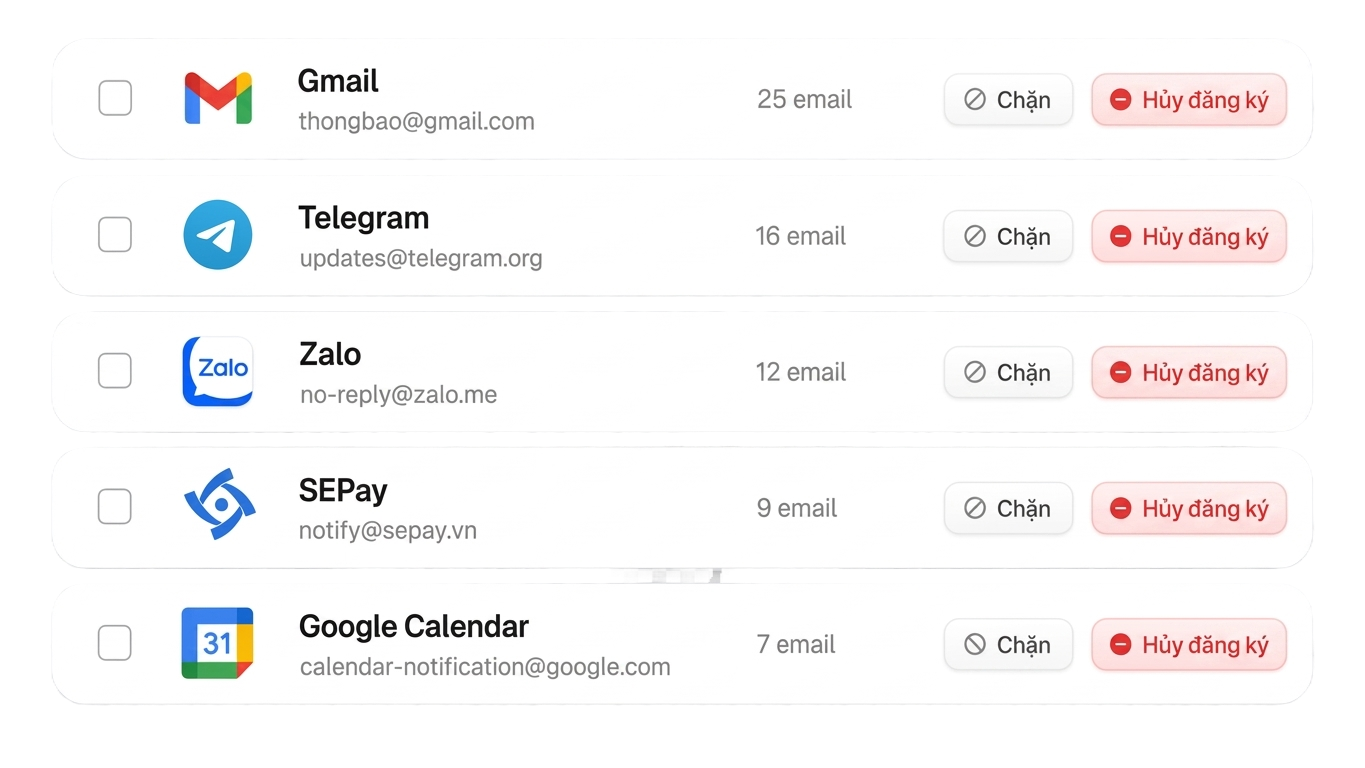 Gmail
thongbao@gmail.com
25 email
Chặn
Hủy đăng ký
Telegram
updates@telegram.org
16 email
Chặn
Hủy đăng ký
Zalo
Zalo
no-reply@zalo.me
12 email
Chặn
Hủy đăng ký
SEPay
notify@sepay.vn
9 email
Chặn
Hủy đăng ký
31
Google Calendar
calendar-notification@google.com
7 email
Chặn
Hủy đăng ký